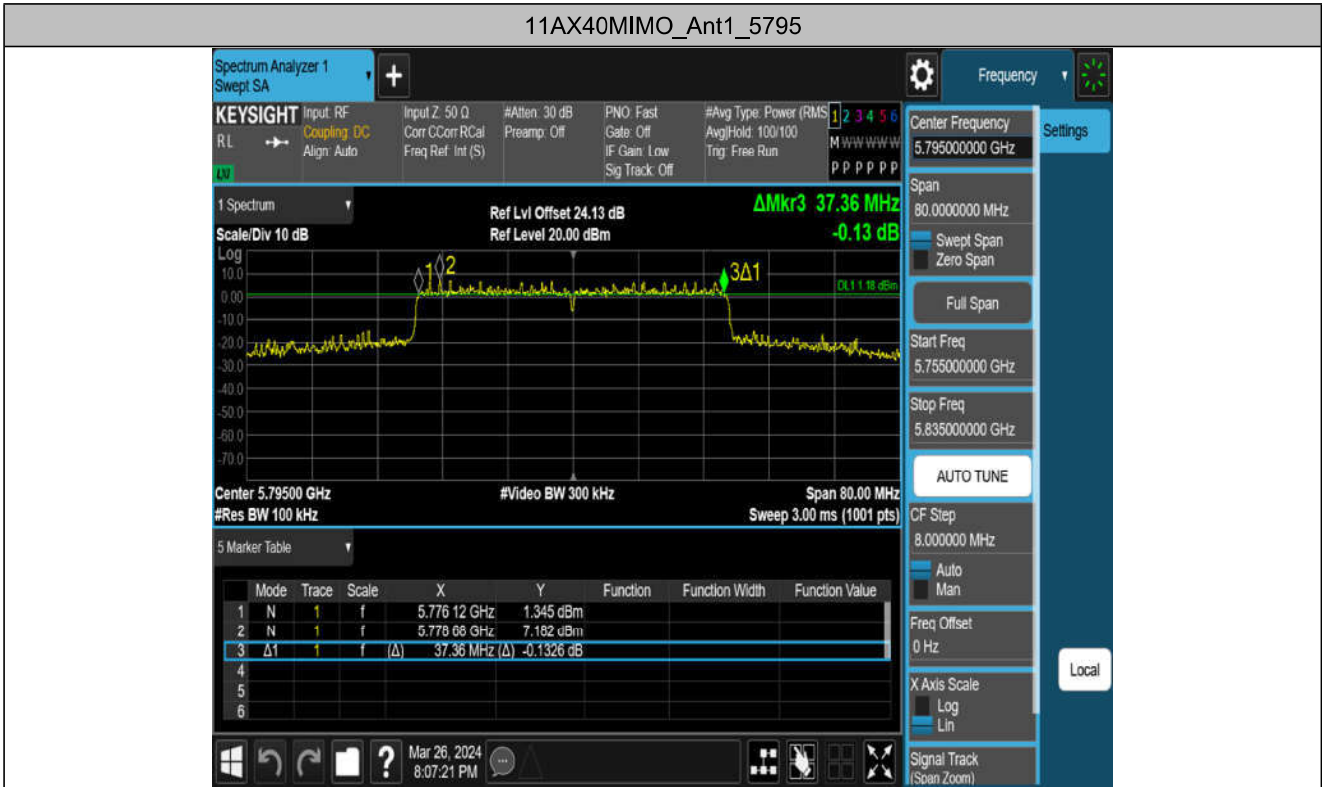 11AX40MIMO_Ant1_5795
Spectrum Analyzer 1
Swept SA
+
Frequency
KEYSIGHT Input: RF Input Z: 50 Ω #Atten: 30 dB PNO: Fast #Avg Type: Power (RMS 1 2 3 4 5 6
RL Coupling: DC Corr CCorr RCal Preamp: Off Gate: Off Avg|Hold: 100/100 M W W W W W
Align: Auto Freq Ref: Int (S) IF Gain: Low Trig: Free Run
Sig Track: Off P P P P P P
LXI
Center Frequency
5.795000000 GHz
Settings
1 Spectrum
Ref Lvl Offset 24.13 dB ΔMkr3 37.36 MHz
Scale/Div 10 dB Ref Level 20.00 dBm -0.13 dB
Log
10.0
0.00
-10.0
-20.0
-30.0
-40.0
-50.0
-60.0
-70.0
1 2 3Δ1
DL1 1.18 dBm
Center 5.79500 GHz #Video BW 300 kHz Span 80.00 MHz
#Res BW 100 kHz Sweep 3.00 ms (1001 pts)
Span
80.0000000 MHz
Swept Span
Zero Span
Full Span
Start Freq
5.755000000 GHz
Stop Freq
5.835000000 GHz
AUTO TUNE
CF Step
8.000000 MHz
Auto
Man
Freq Offset
0 Hz
X Axis Scale
Log
Lin
Signal Track
(Span Zoom)
Local
5 Marker Table
Mode Trace Scale X Y Function Function Width Function Value
1 N 1 f 5.776 12 GHz 1.345 dBm
2 N 1 f 5.778 68 GHz 7.182 dBm
3 Δ1 1 f (Δ) 37.36 MHz (Δ) -0.1326 dB
4
5
6
? Mar 26, 2024
8:07:21 PM